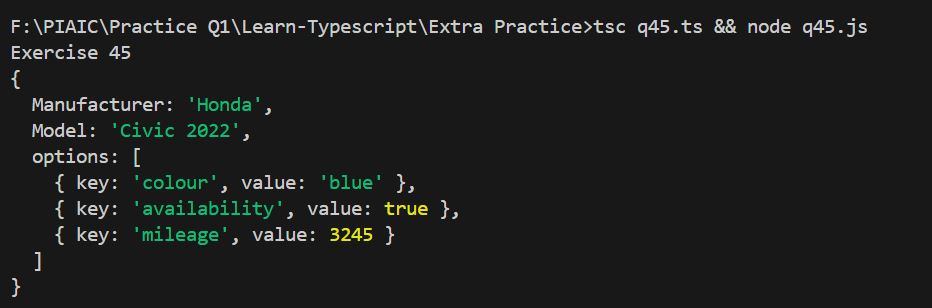 F:\PIAIC\Practice Q1\Learn-Typescript\Extra Practice>tsc q45.ts && node q45.js
Exercise 45
{
  Manufacturer: 'Honda',
  Model: 'Civic 2022',
  options: [
    { key: 'colour', value: 'blue' },
    { key: 'availability', value: true },
    { key: 'mileage', value: 3245 }
  ]
}